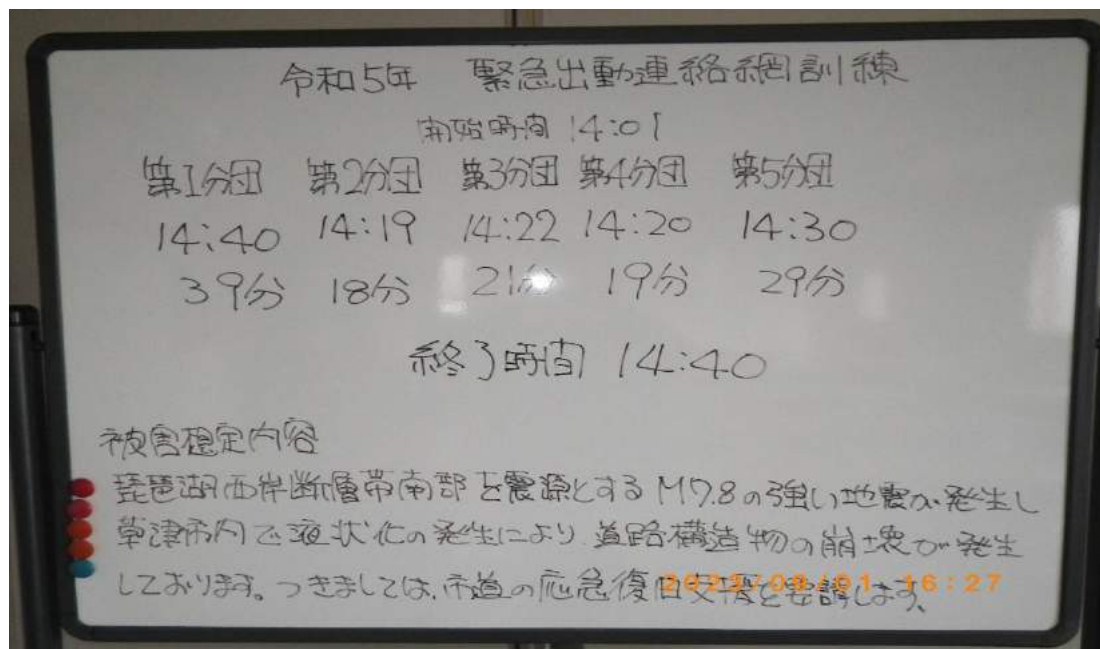 令和5年 緊急出動連絡網訓練
開始時間 14:01
第1分団 第2分団 第3分団 第4分団 第5分団
14:40 14:19 14:22 14:20 14:30
39分 18分 21分 19分 29分
終了時間 14:40
被害想定内容
琵琶湖西岸断層帯南部を震源とするM7.8の強い地震が発生し
草津市内で液状化の発生により、道路構造物の崩壊が発生
しております。つきましては、市道の応急復旧支援を要請します。
2023/09/01 16:27